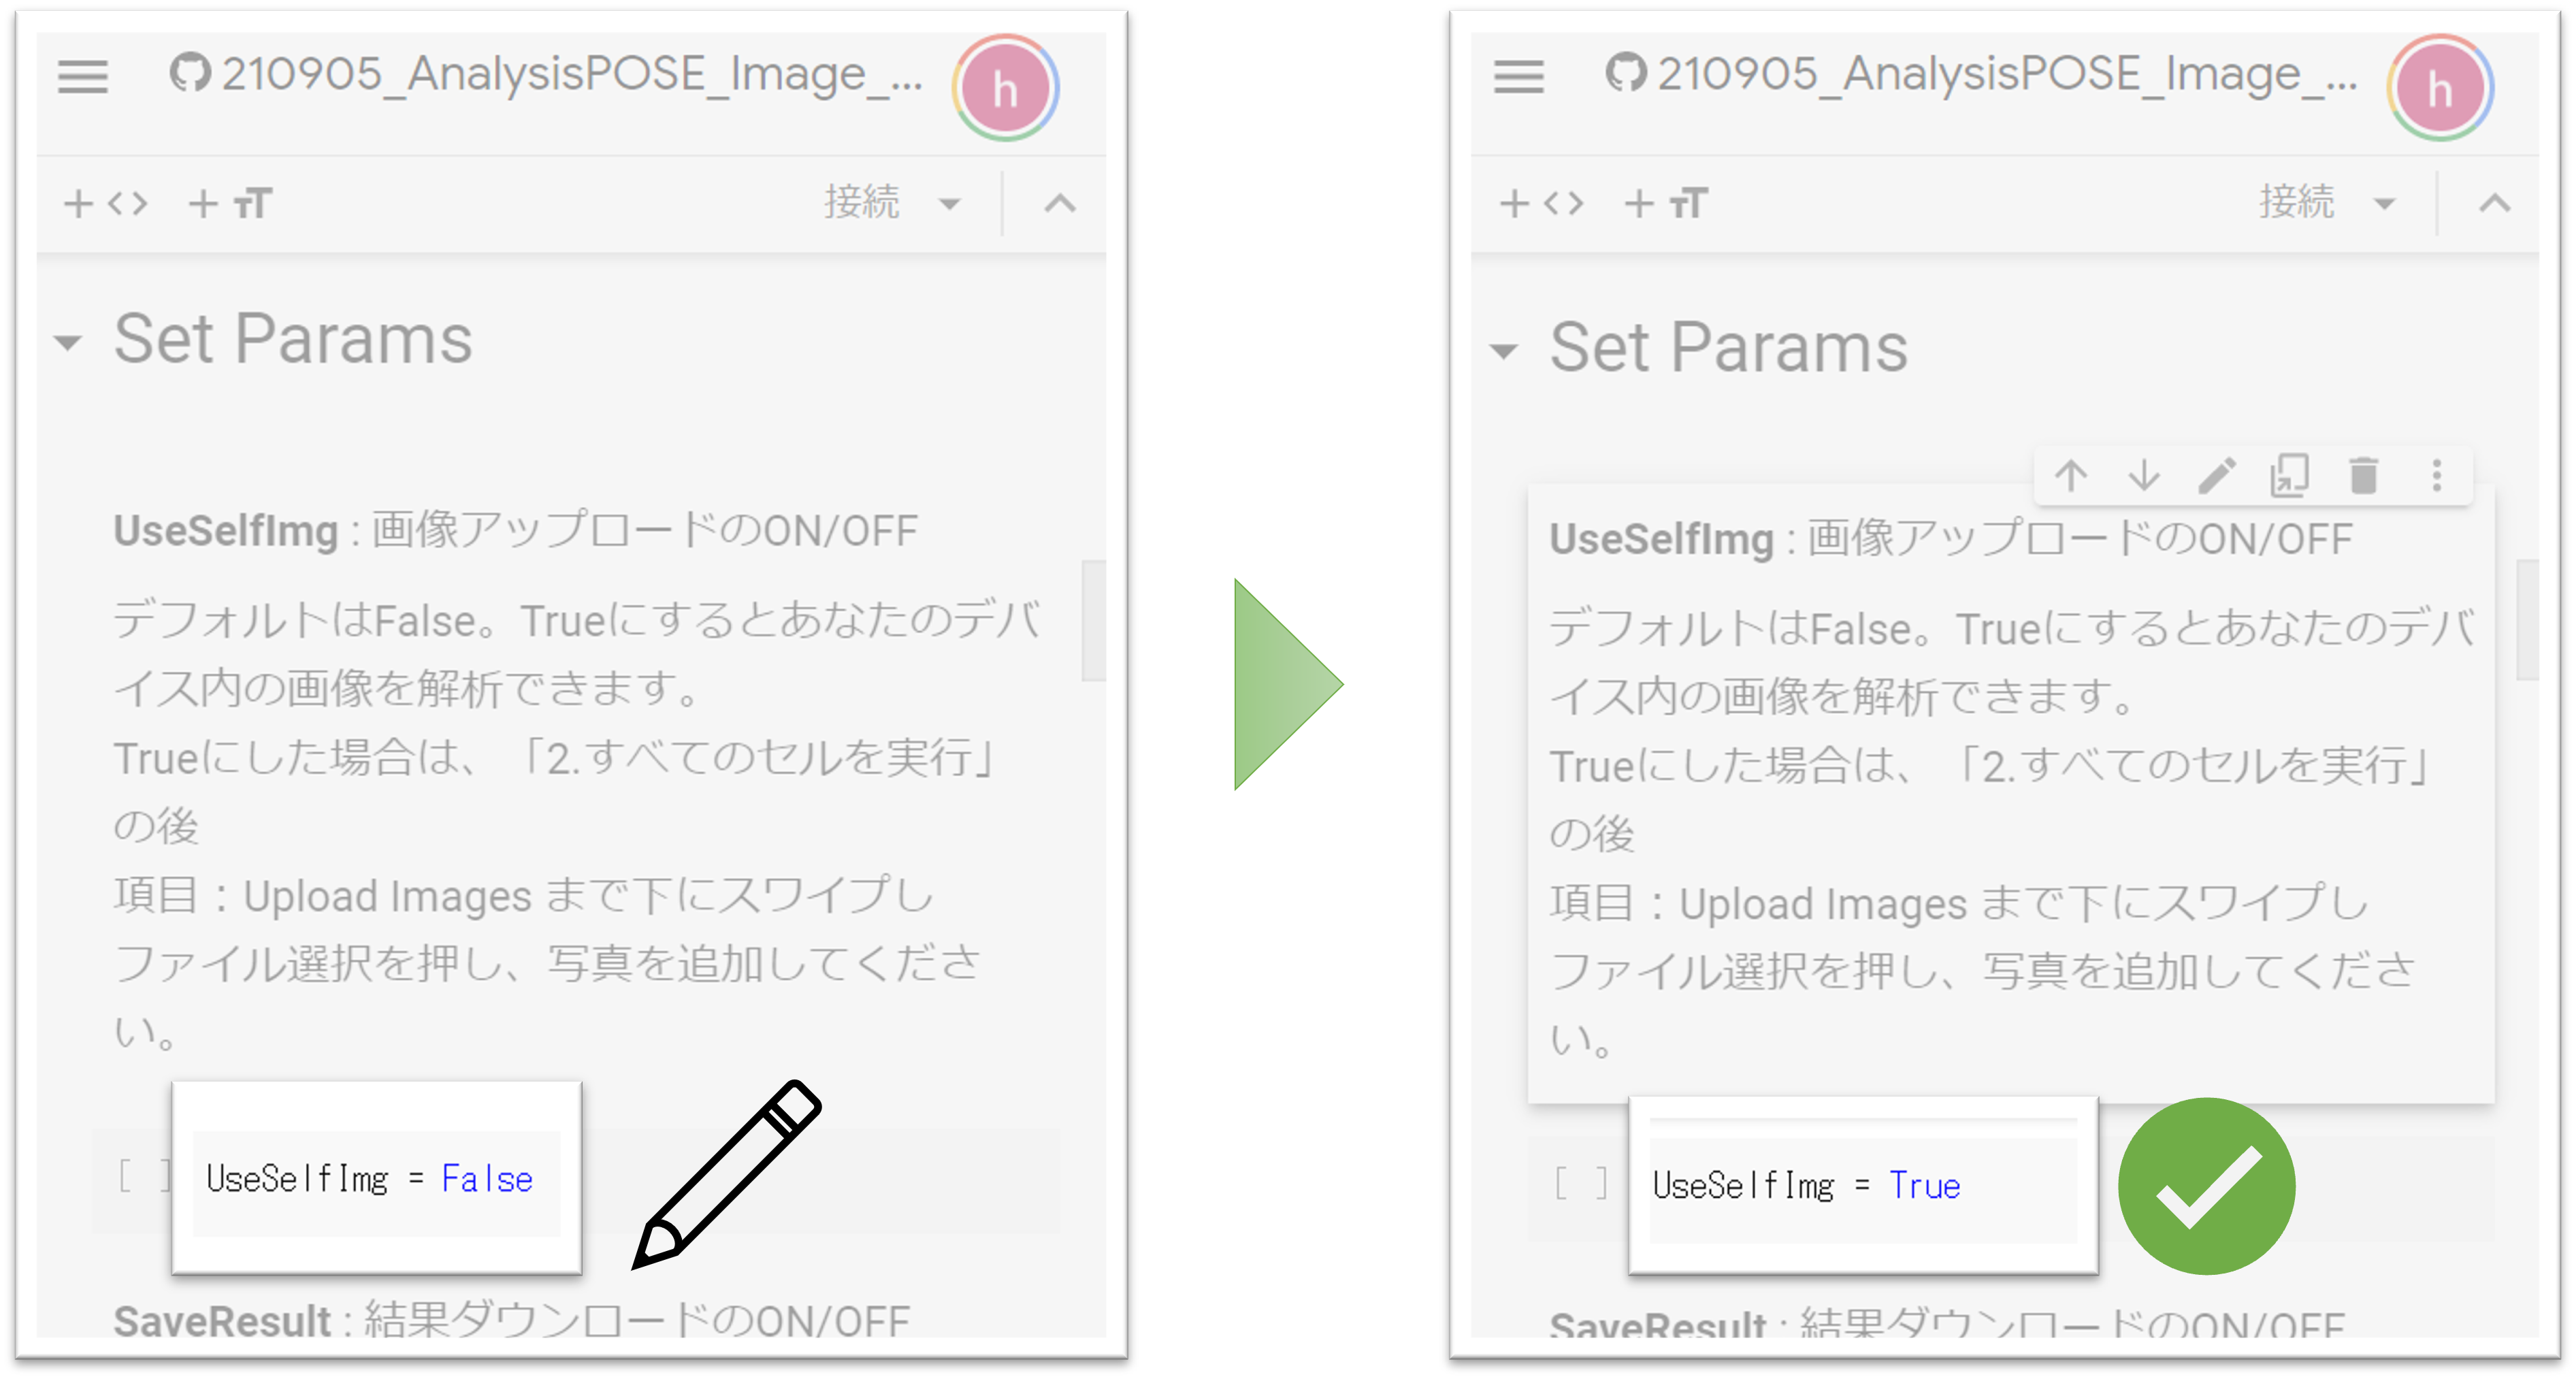 210905_AnalysisPOSE_Image_...
h
接続
Set Params
UseSelfImg : 画像アップロードのON/OFF
デフォルトはFalse。Trueにするとあなたのデバ
イス内の画像を解析できます。
Trueにした場合は、「2.すべてのセルを実行」
の後
項目：Upload Images まで下にスワイプし
ファイル選択を押し、写真を追加してくださ
い。
[ ] UseSelfImg = False
SaveResult : 結果ダウンロードのON/OFF
210905_AnalysisPOSE_Image_...
h
接続
Set Params
UseSelfImg : 画像アップロードのON/OFF
デフォルトはFalse。Trueにするとあなたのデバ
イス内の画像を解析できます。
Trueにした場合は、「2.すべてのセルを実行」
の後
項目：Upload Images まで下にスワイプし
ファイル選択を押し、写真を追加してくださ
い。
[ ] UseSelfImg = True
SaveResult : 結果ダウンロードのON/OFF